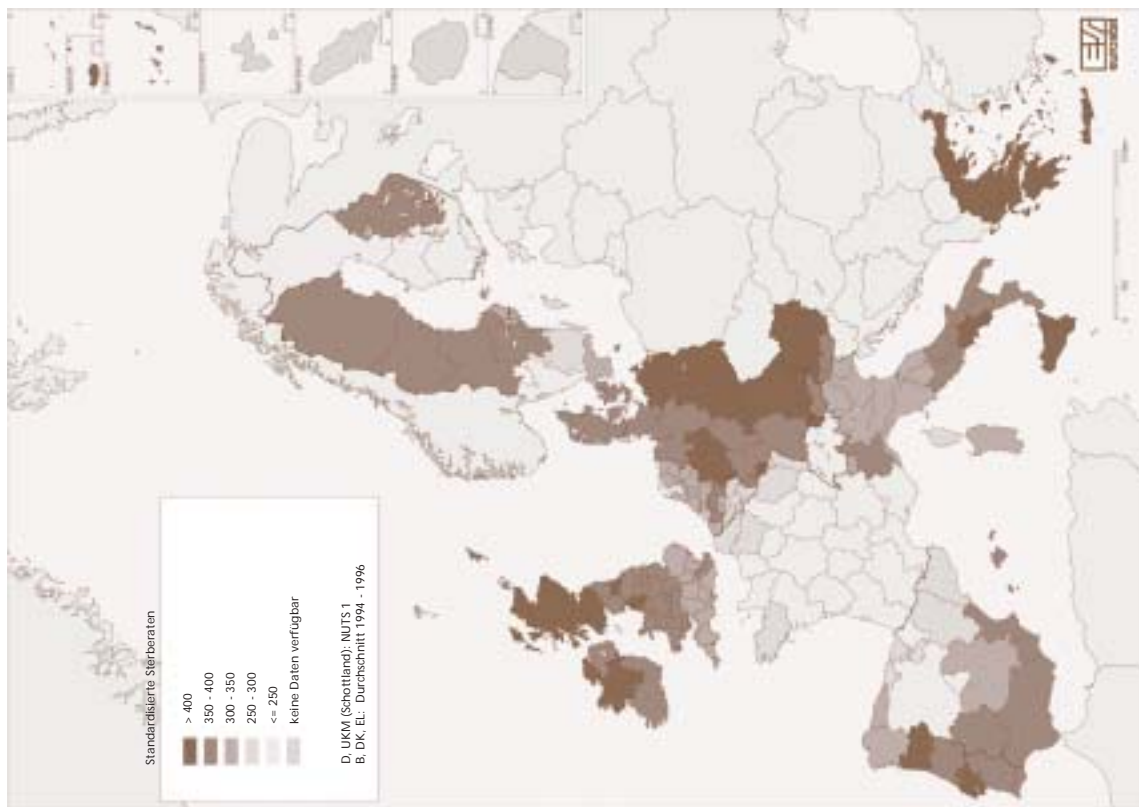 Standardisierte Sterberaten
> 400
350 - 400
300 - 350
250 - 300
<= 250
keine Daten verfügbar
D, UKM (Schottland): NUTS 1
B, DK, EL: Durchschnitt 1994 - 1996